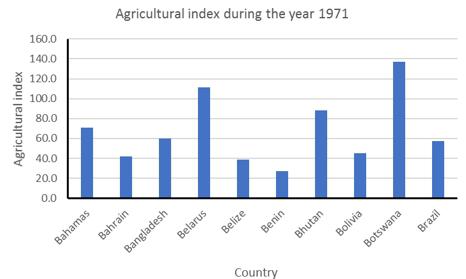 Agricultural index during the year 1971
160.0
140.0
120.0
100.0
80.0
60.0
40.0
20.0
0.0
Agricultural index
Bahamas
Bahrain
Bangladesh
Belarus
Belize
Benin
Bhutan
Bolivia
Botswana
Brazil
Country